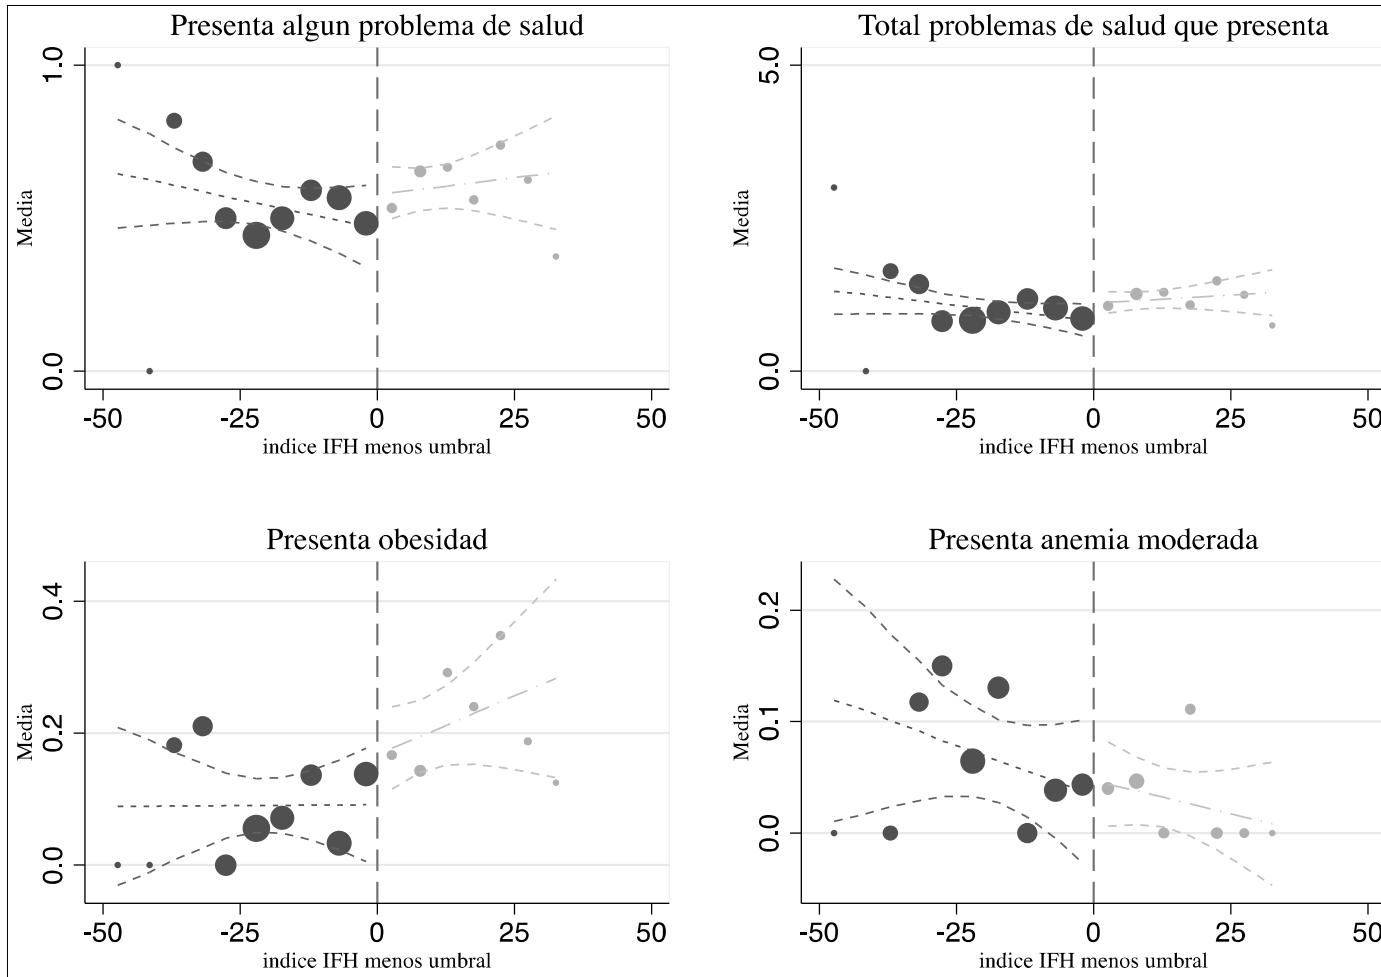 Presenta algun problema de salud
Media
1.0
0.0
-50 -25 0 25 50
indice IFH menos umbral
Total problemas de salud que presenta
Media
5.0
0.0
-50 -25 0 25 50
indice IFH menos umbral
Presenta obesidad
Media
0.4
0.2
0.0
-50 -25 0 25 50
indice IFH menos umbral
Presenta anemia moderada
Media
0.2
0.1
0.0
-50 -25 0 25 50
indice IFH menos umbral